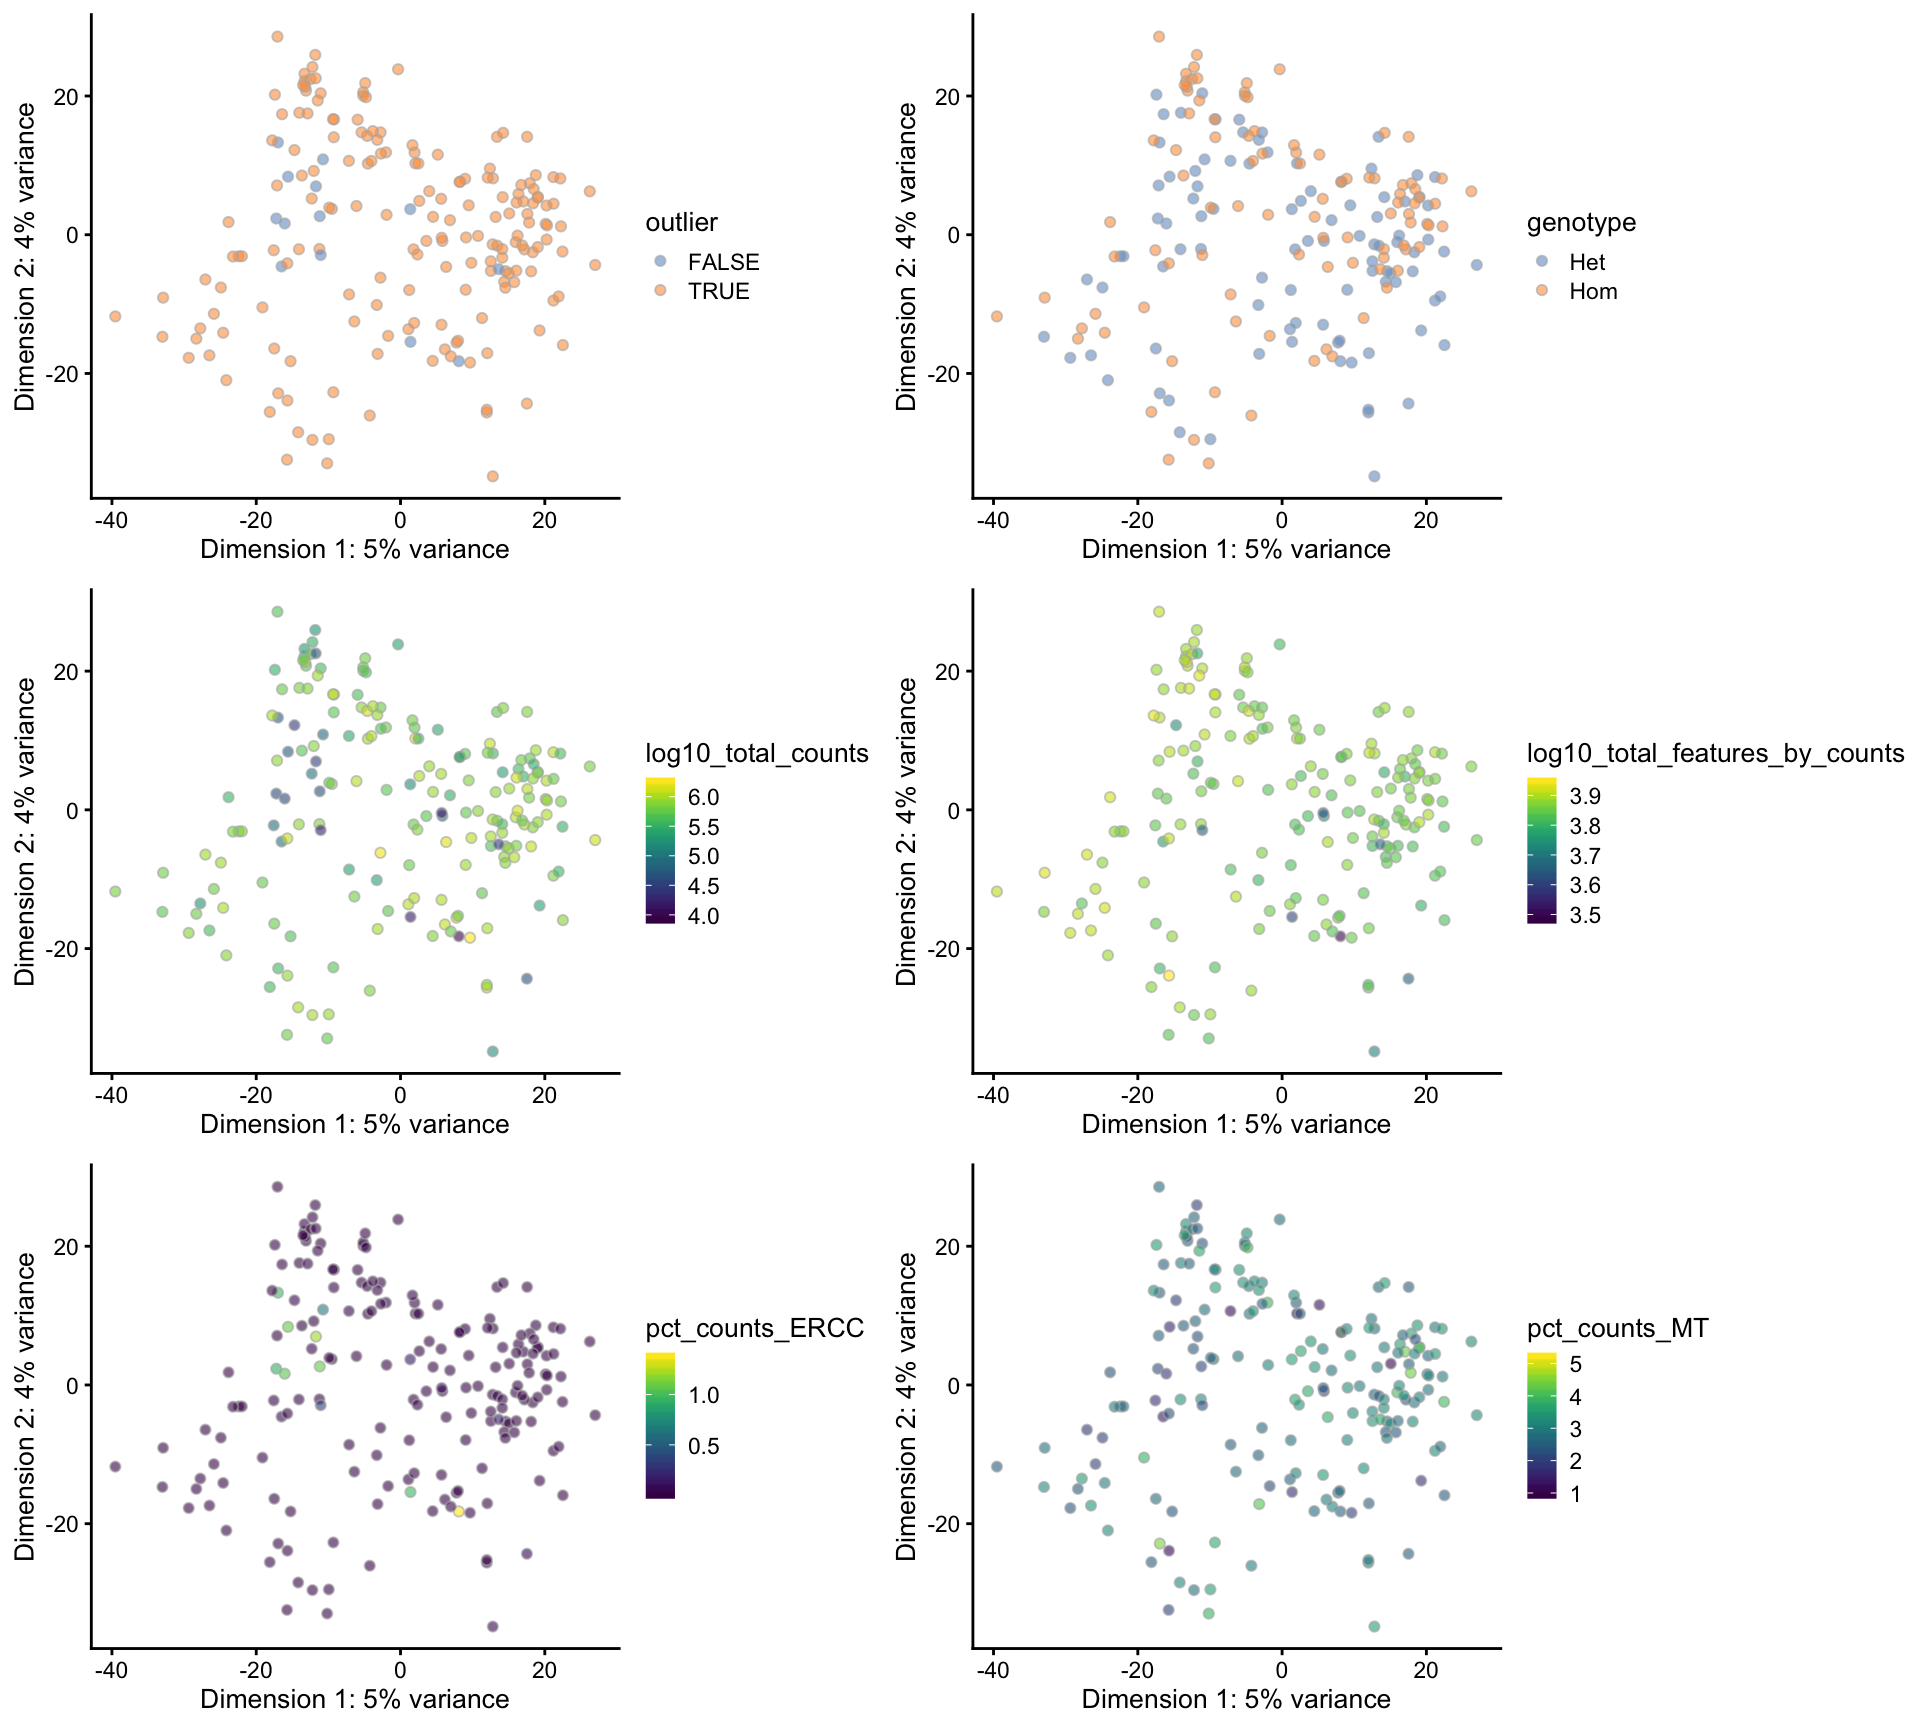 Dimension 2: 4% variance
20
0
-20
-40
-20
0
20
Dimension 1: 5% variance
outlier
FALSE
TRUE
Dimension 2: 4% variance
20
0
-20
-40
-20
0
20
Dimension 1: 5% variance
genotype
Het
Hom
Dimension 2: 4% variance
20
0
-20
-40
-20
0
20
Dimension 1: 5% variance
log10_total_counts
6.0
5.5
5.0
4.5
4.0
Dimension 2: 4% variance
20
0
-20
-40
-20
0
20
Dimension 1: 5% variance
log10_total_features_by_counts
3.9
3.8
3.7
3.6
3.5
Dimension 2: 4% variance
20
0
-20
-40
-20
0
20
Dimension 1: 5% variance
pct_counts_ERCC
1.0
0.5
Dimension 2: 4% variance
20
0
-20
-40
-20
0
20
Dimension 1: 5% variance
pct_counts_MT
5
4
3
2
1